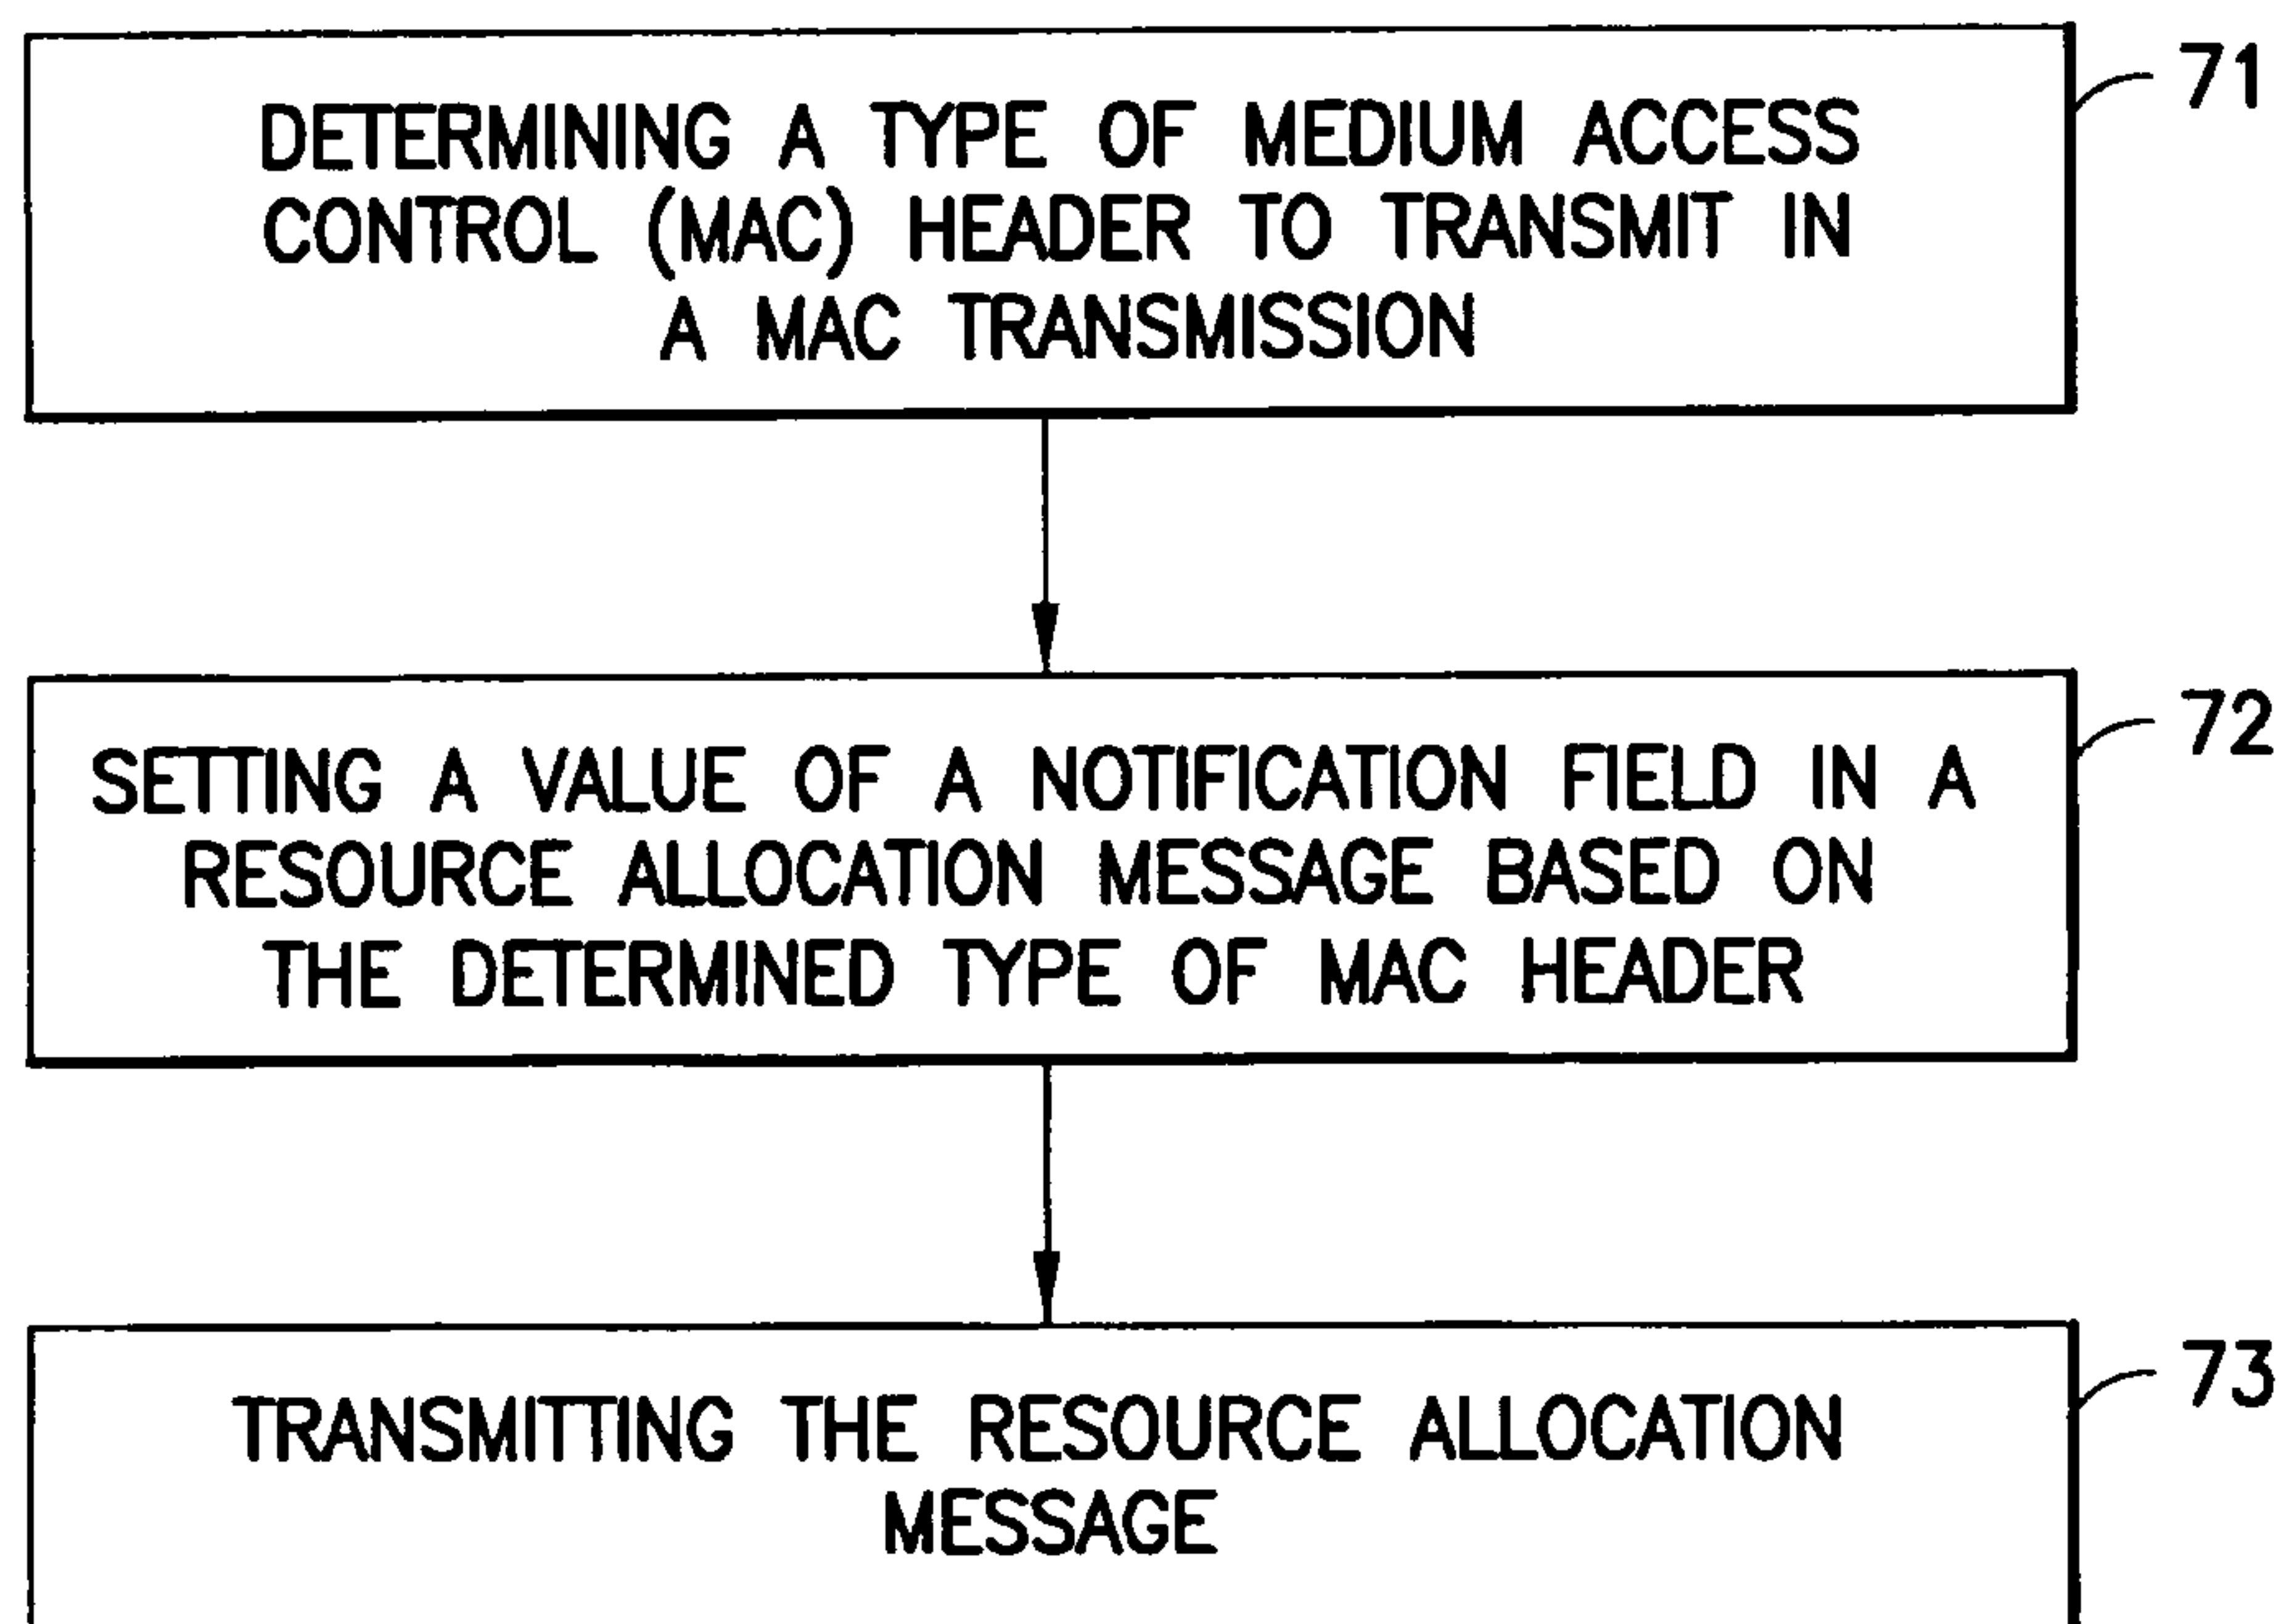 71
DETERMINING A TYPE OF MEDIUM ACCESS
CONTROL (MAC) HEADER TO TRANSMIT IN
A MAC TRANSMISSION
72
SETTING A VALUE OF A NOTIFICATION FIELD IN A
RESOURCE ALLOCATION MESSAGE BASED ON
THE DETERMINED TYPE OF MAC HEADER
73
TRANSMITTING THE RESOURCE ALLOCATION
MESSAGE